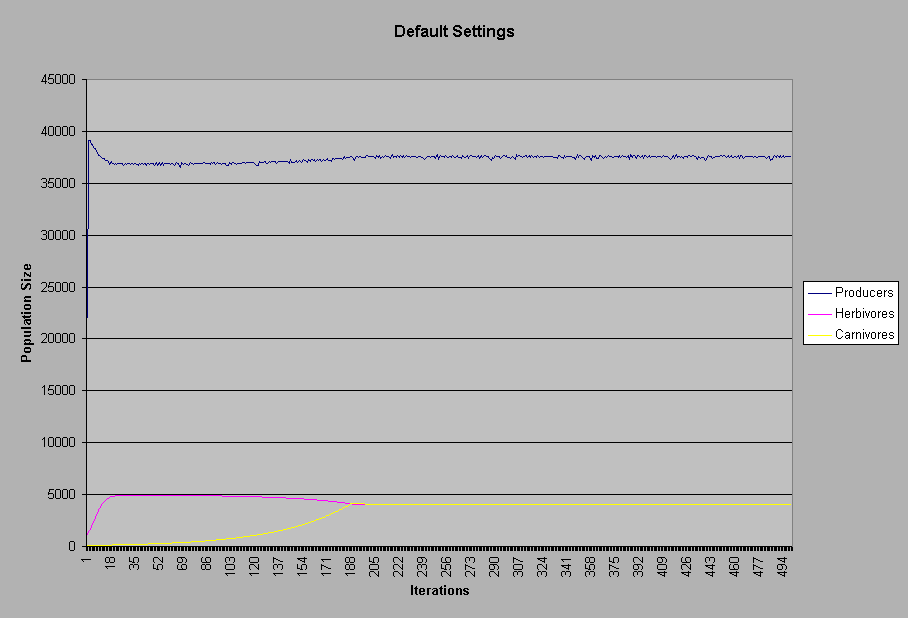 Default Settings
45000
40000
35000
30000
25000
20000
15000
10000
5000
0
Population Size
1 18 35 52 69 86 103 120 137 154 171 188 205 222 239 256 273 290 307 324 341 358 375 392 409 426 443 460 477 494
Iterations
Producers
Herbivores
Carnivores